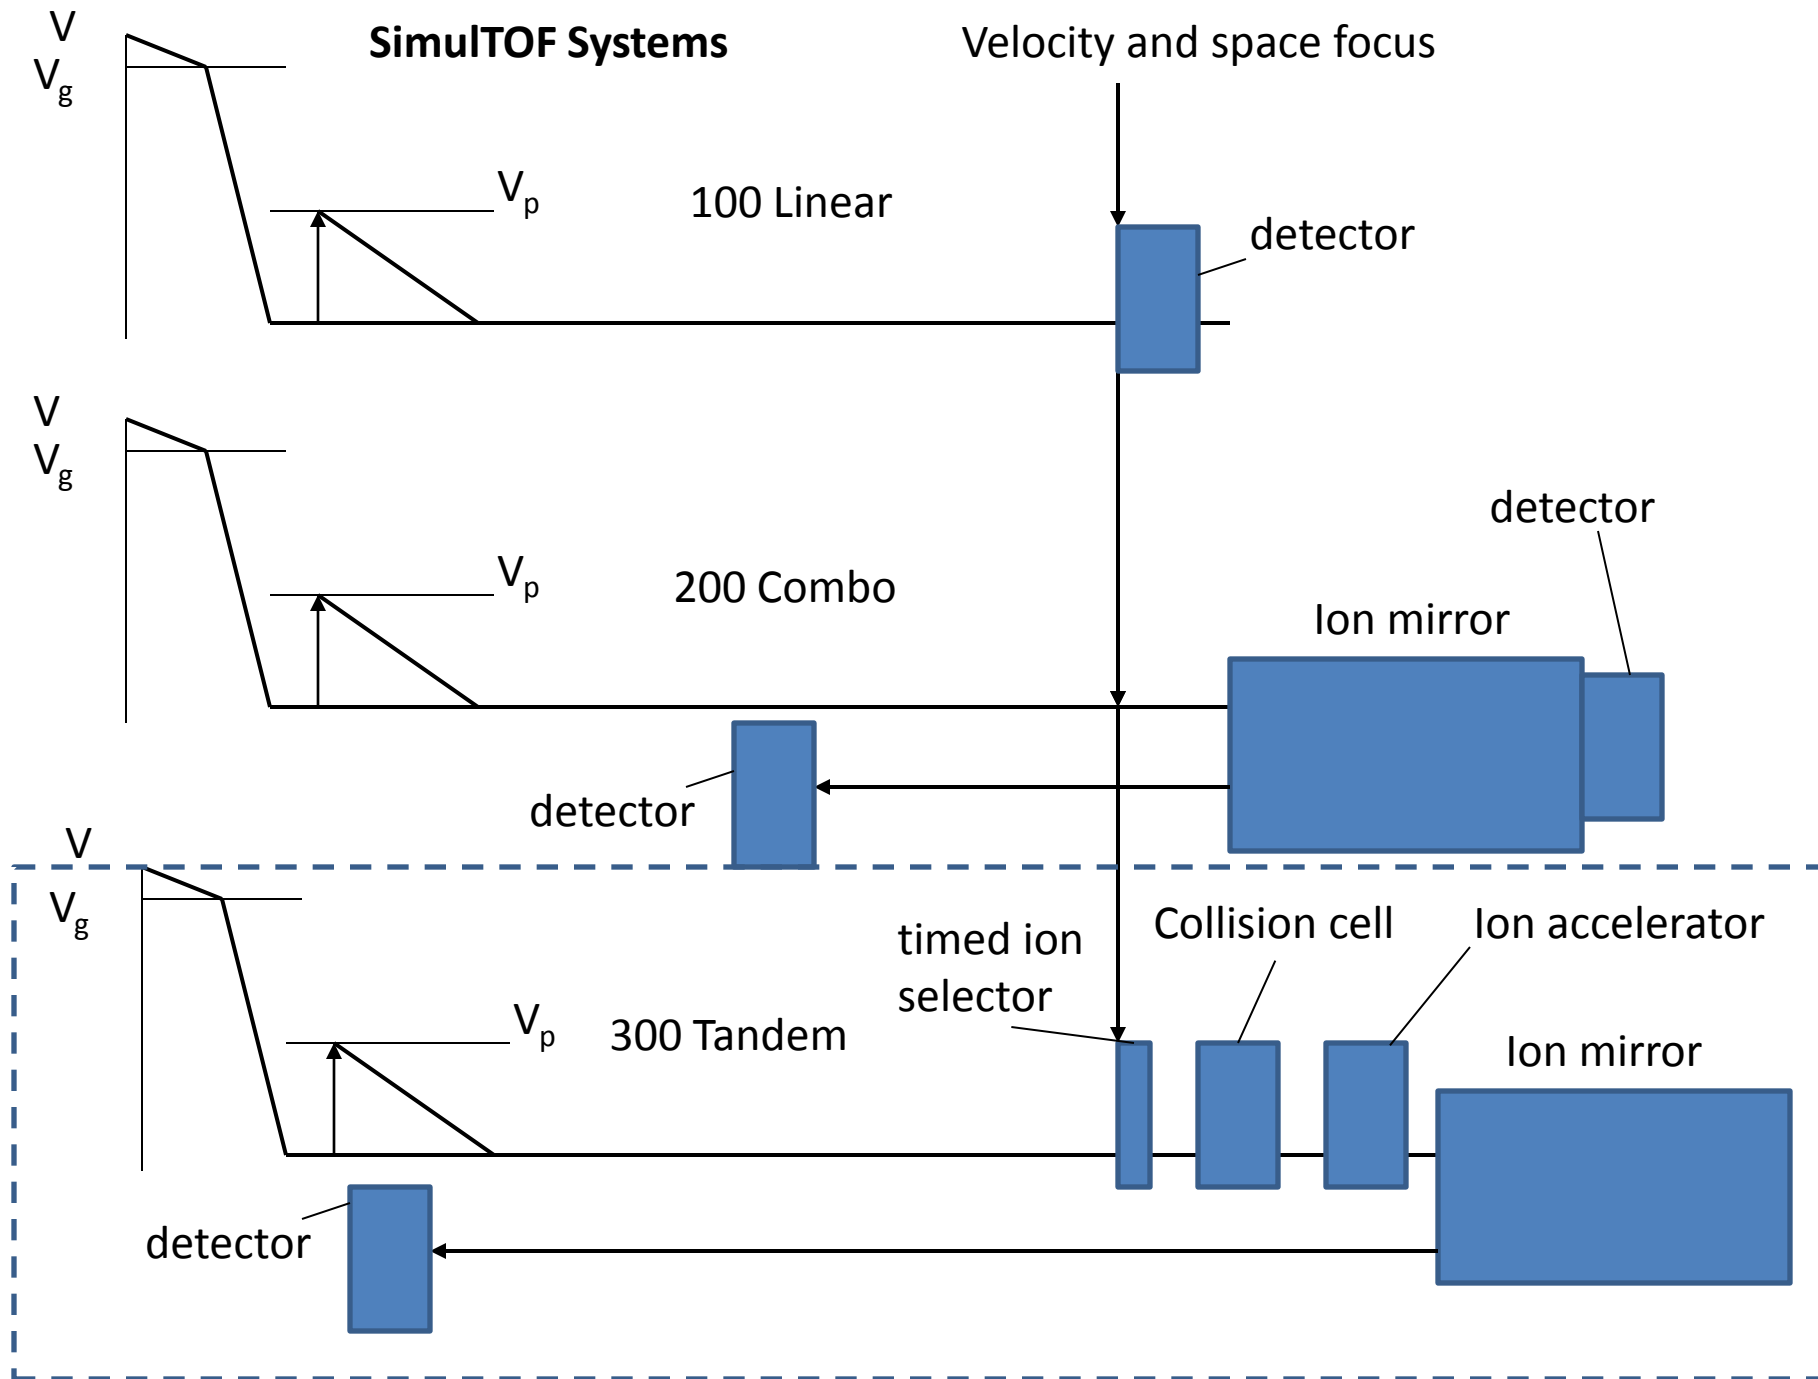 SimulTOF Systems
Velocity and space focus
V
Vg
Vp
100 Linear
detector
V
Vg
Vp
200 Combo
detector
Ion mirror
detector
V
Vg
timed ion
selector
Collision cell
Ion accelerator
Vp
300 Tandem
Ion mirror
detector